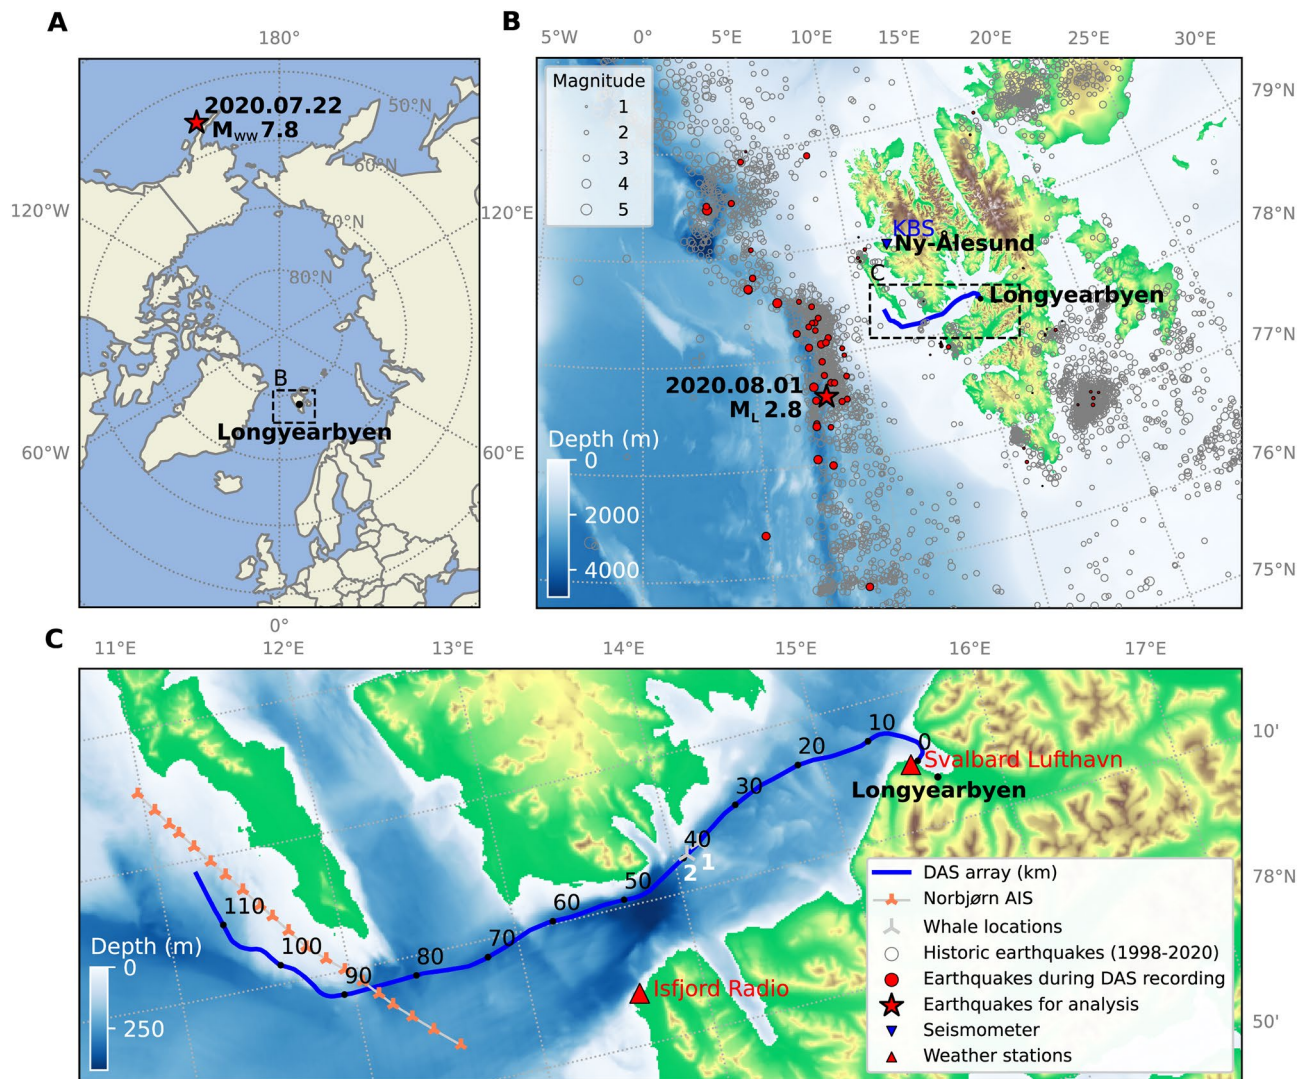 A
180°
50°N
2020.07.22
Mww7.8
60°N
120°W
70°N
120°E
80°N
B
Longyearbyen
60°W
60°E
0°
B
5°W
0°
5°E
10°E
15°E
20°E
25°E
30°E
Magnitude
1
2
3
4
5
79°N
78°N
77°N
76°N
75°N
KBS
Ny-Ålesund
C
Longyearbyen
2020.08.01
ML 2.8
Depth (m)
0
2000
4000
C
11°E
12°E
13°E
14°E
15°E
16°E
17°E
10'
78°N
50'
0
10
20
30
40
50
60
70
80
90
100
110
1
2
Svalbard Lufthavn
Longyearbyen
Isfjord Radio
Depth (m)
0
250
DAS array (km)
Norbjørn AIS
Whale locations
Historic earthquakes (1998-2020)
Earthquakes during DAS recording
Earthquakes for analysis
Seismometer
Weather stations